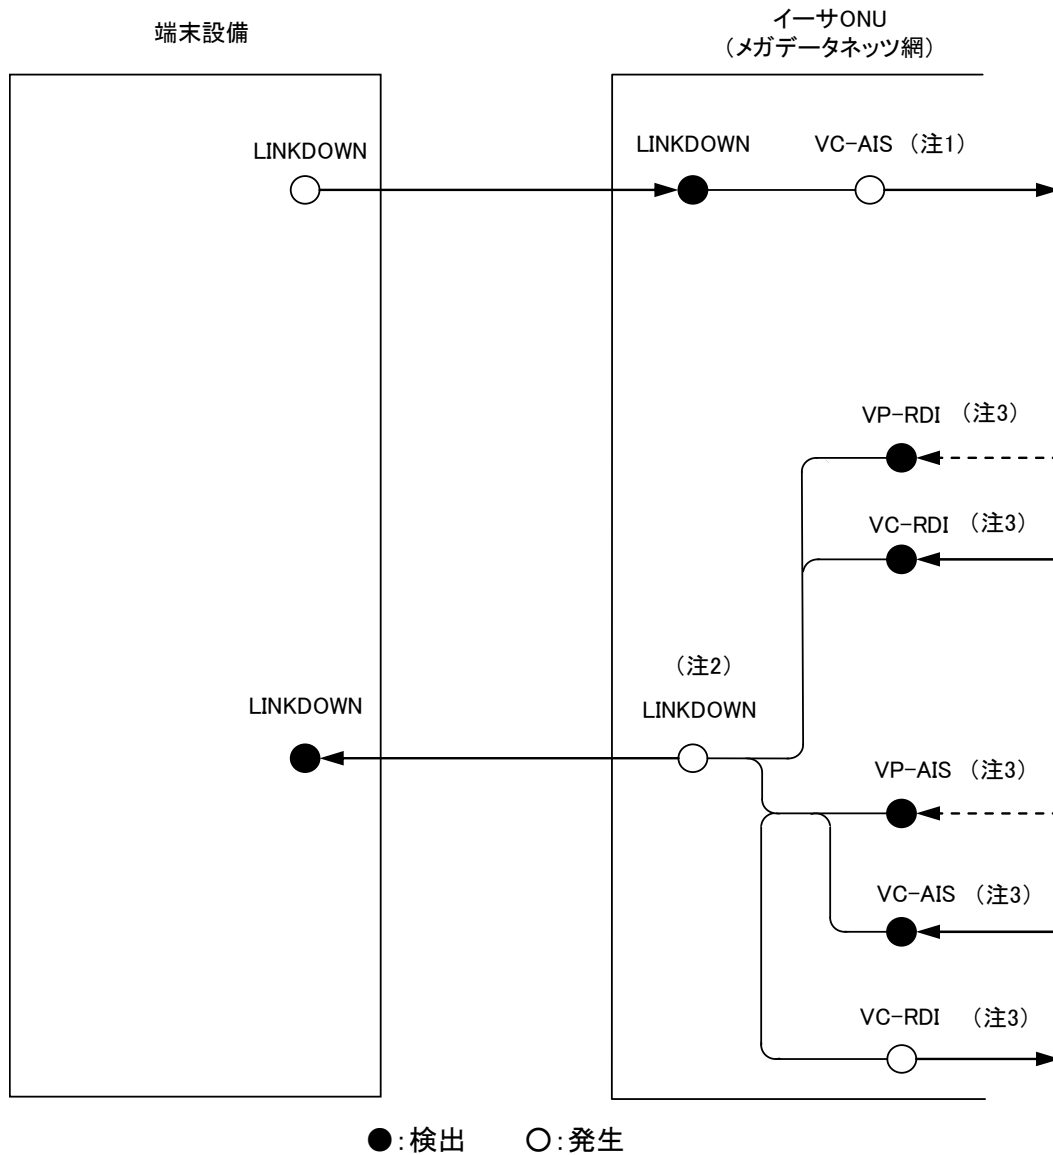 端末設備
イーサONU
（メガデータネッツ網）
LINKDOWN
LINKDOWN
VC-AIS （注1）
VP-RDI （注3）
VC-RDI （注3）
（注2）
LINKDOWN
LINKDOWN
VP-AIS （注3）
VC-AIS （注3）
VC-RDI （注3）
●：検出 ○：発生